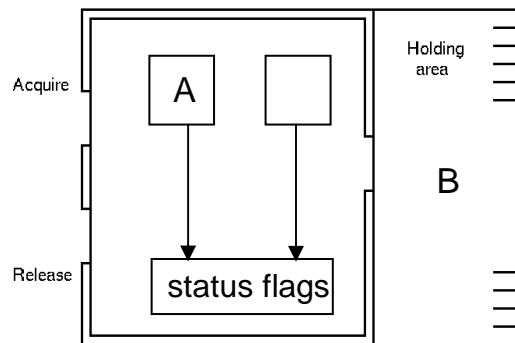 Acquire
A
Holding
area
B
Release
status flags